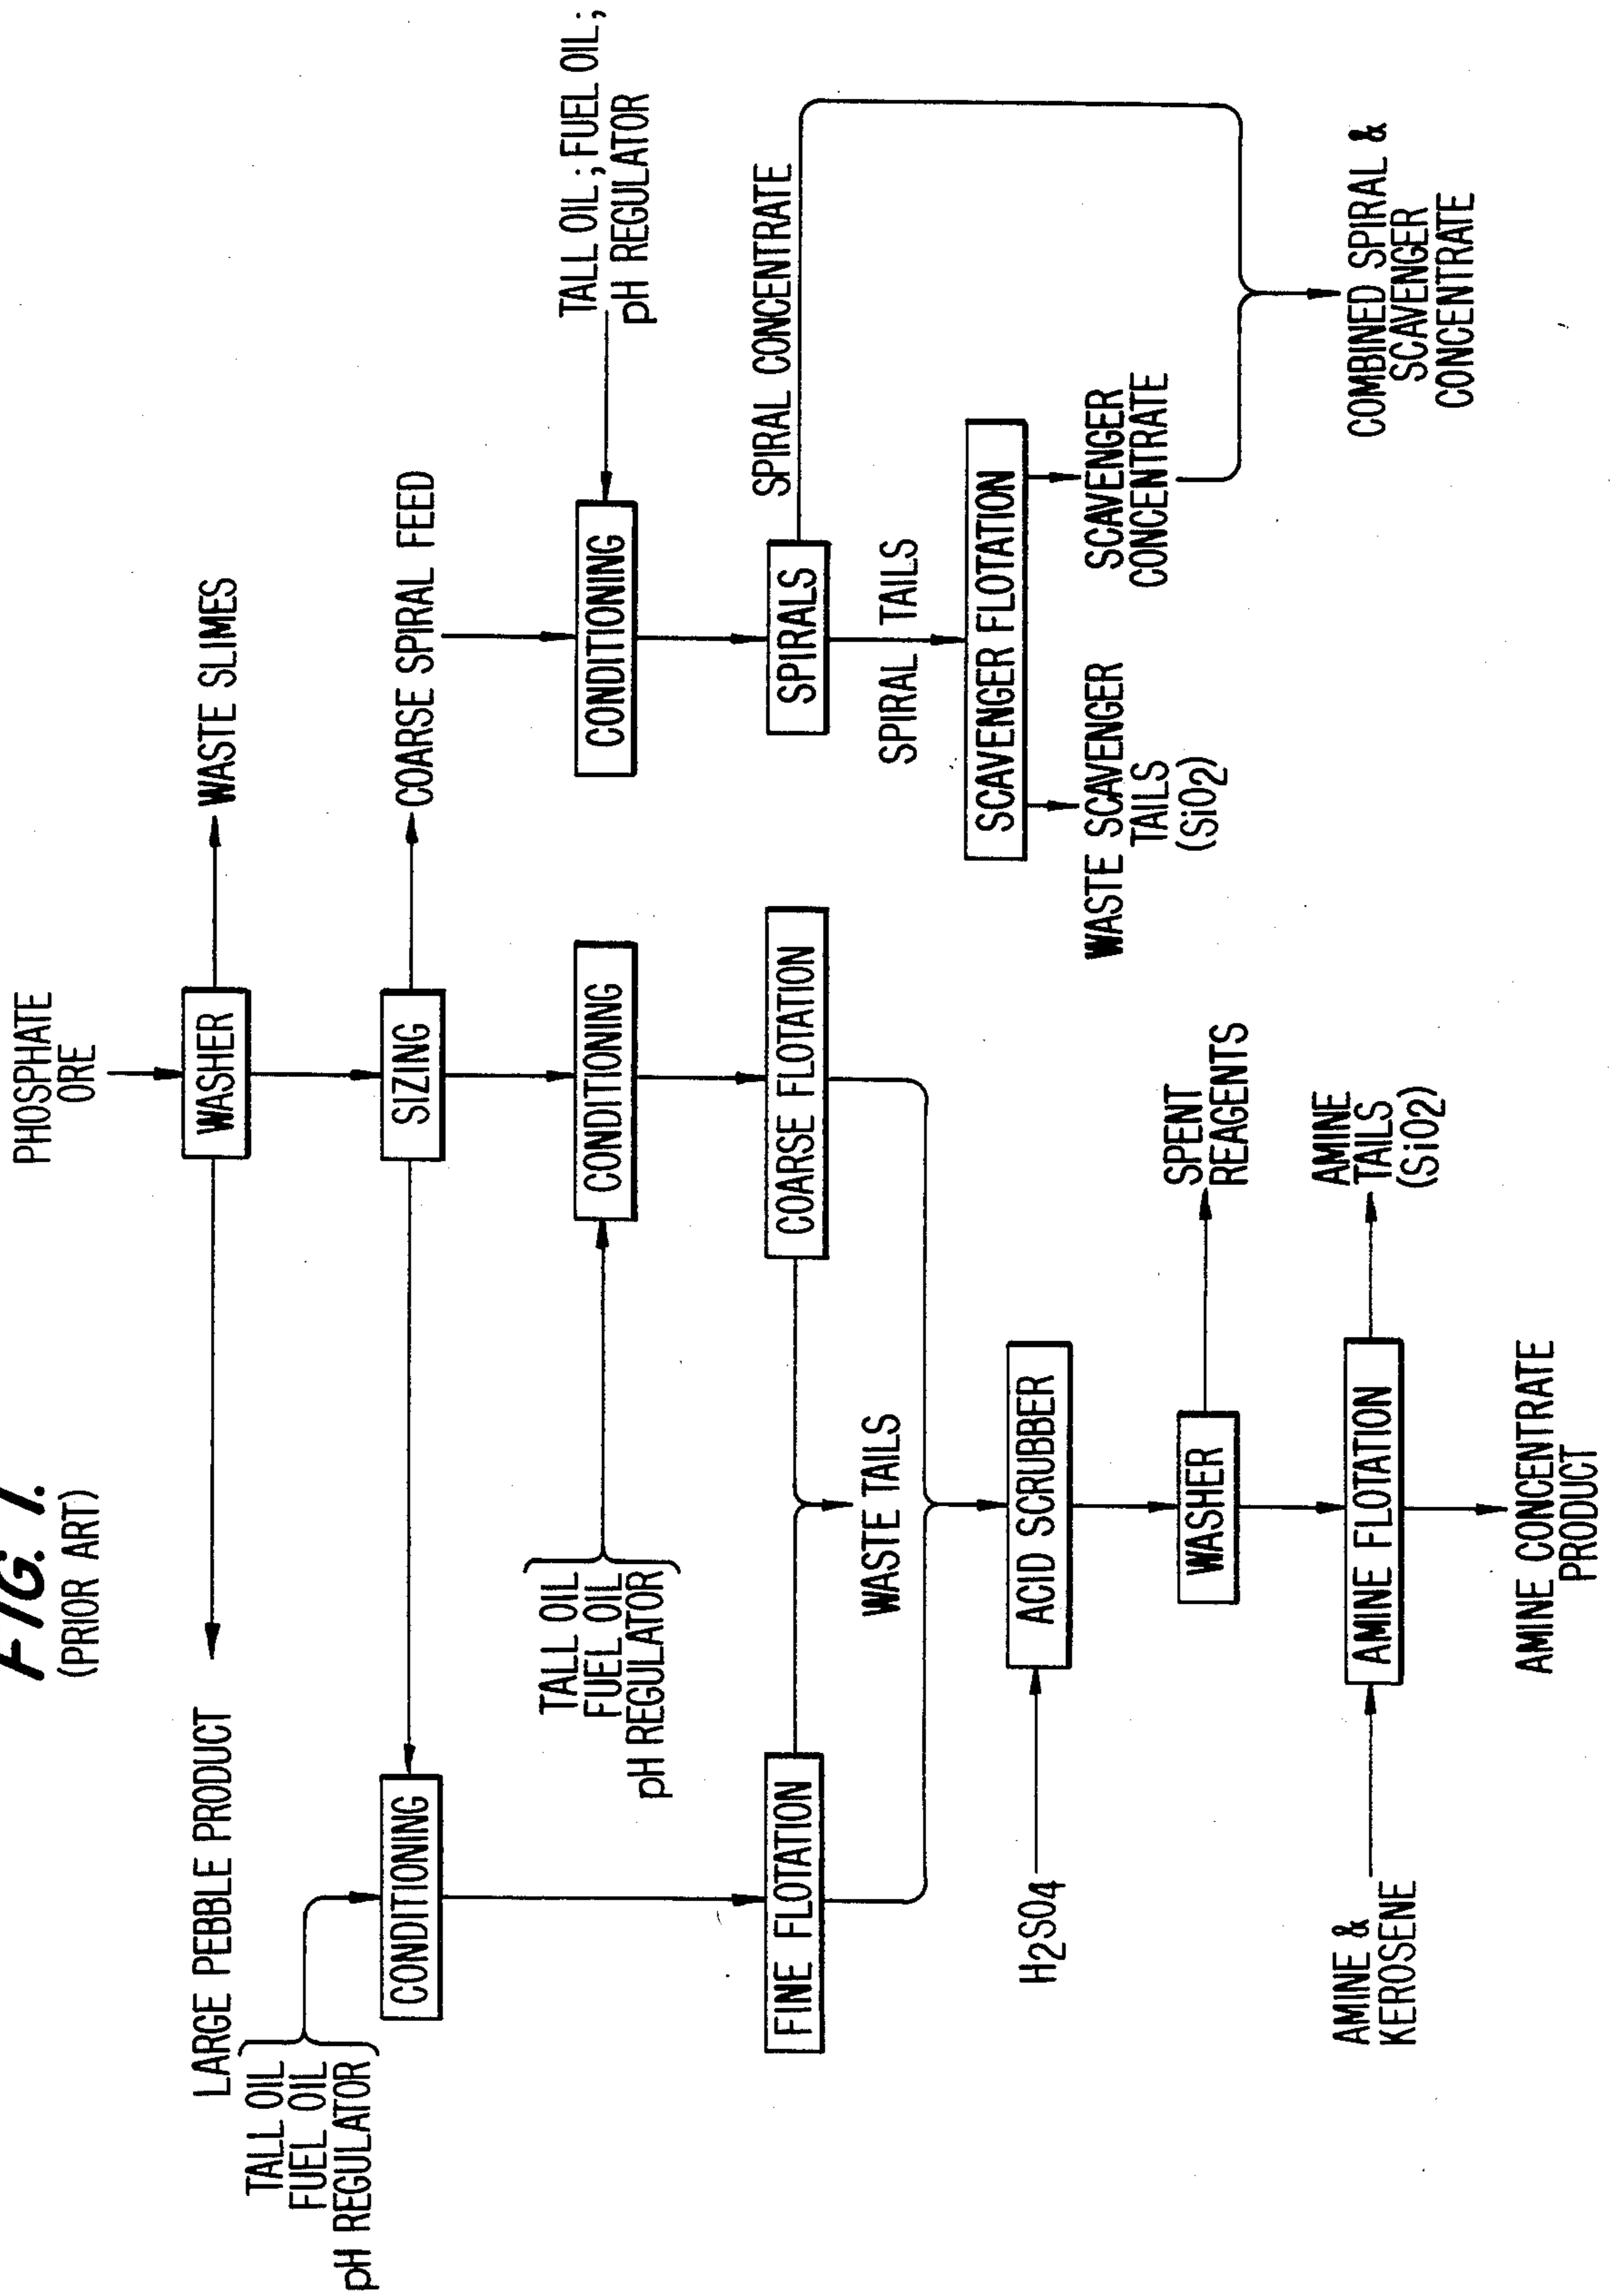 FIG. 1.
(PRIOR ART)
PHOSPHATE
ORE
LARGE PEBBLE PRODUCT
WASHER
WASTE SLIMES
TALL OIL
FUEL OIL
pH REGULATOR
CONDITIONING
SIZING
COARSE SPIRAL FEED
TALL OIL
FUEL OIL
pH REGULATOR
CONDITIONING
CONDITIONING
TALL OIL; FUEL OIL;
pH REGULATOR
FINE FLOTATION
COARSE FLOTATION
SPIRALS
SPIRAL CONCENTRATE
WASTE TAILS
SPIRAL TAILS
H2SO4
ACID SCRUBBER
SCAVENGER FLOTATION
WASTE SCAVENGER
TAILS
(SiO2)
SCAVENGER
CONCENTRATE
WASHER
SPENT
REAGENTS
AMINE &
KEROSENE
AMINE FLOTATION
AMINE
TAILS
(SiO2)
COMBINED SPIRAL &
SCAVENGER
CONCENTRATE
AMINE CONCENTRATE
PRODUCT